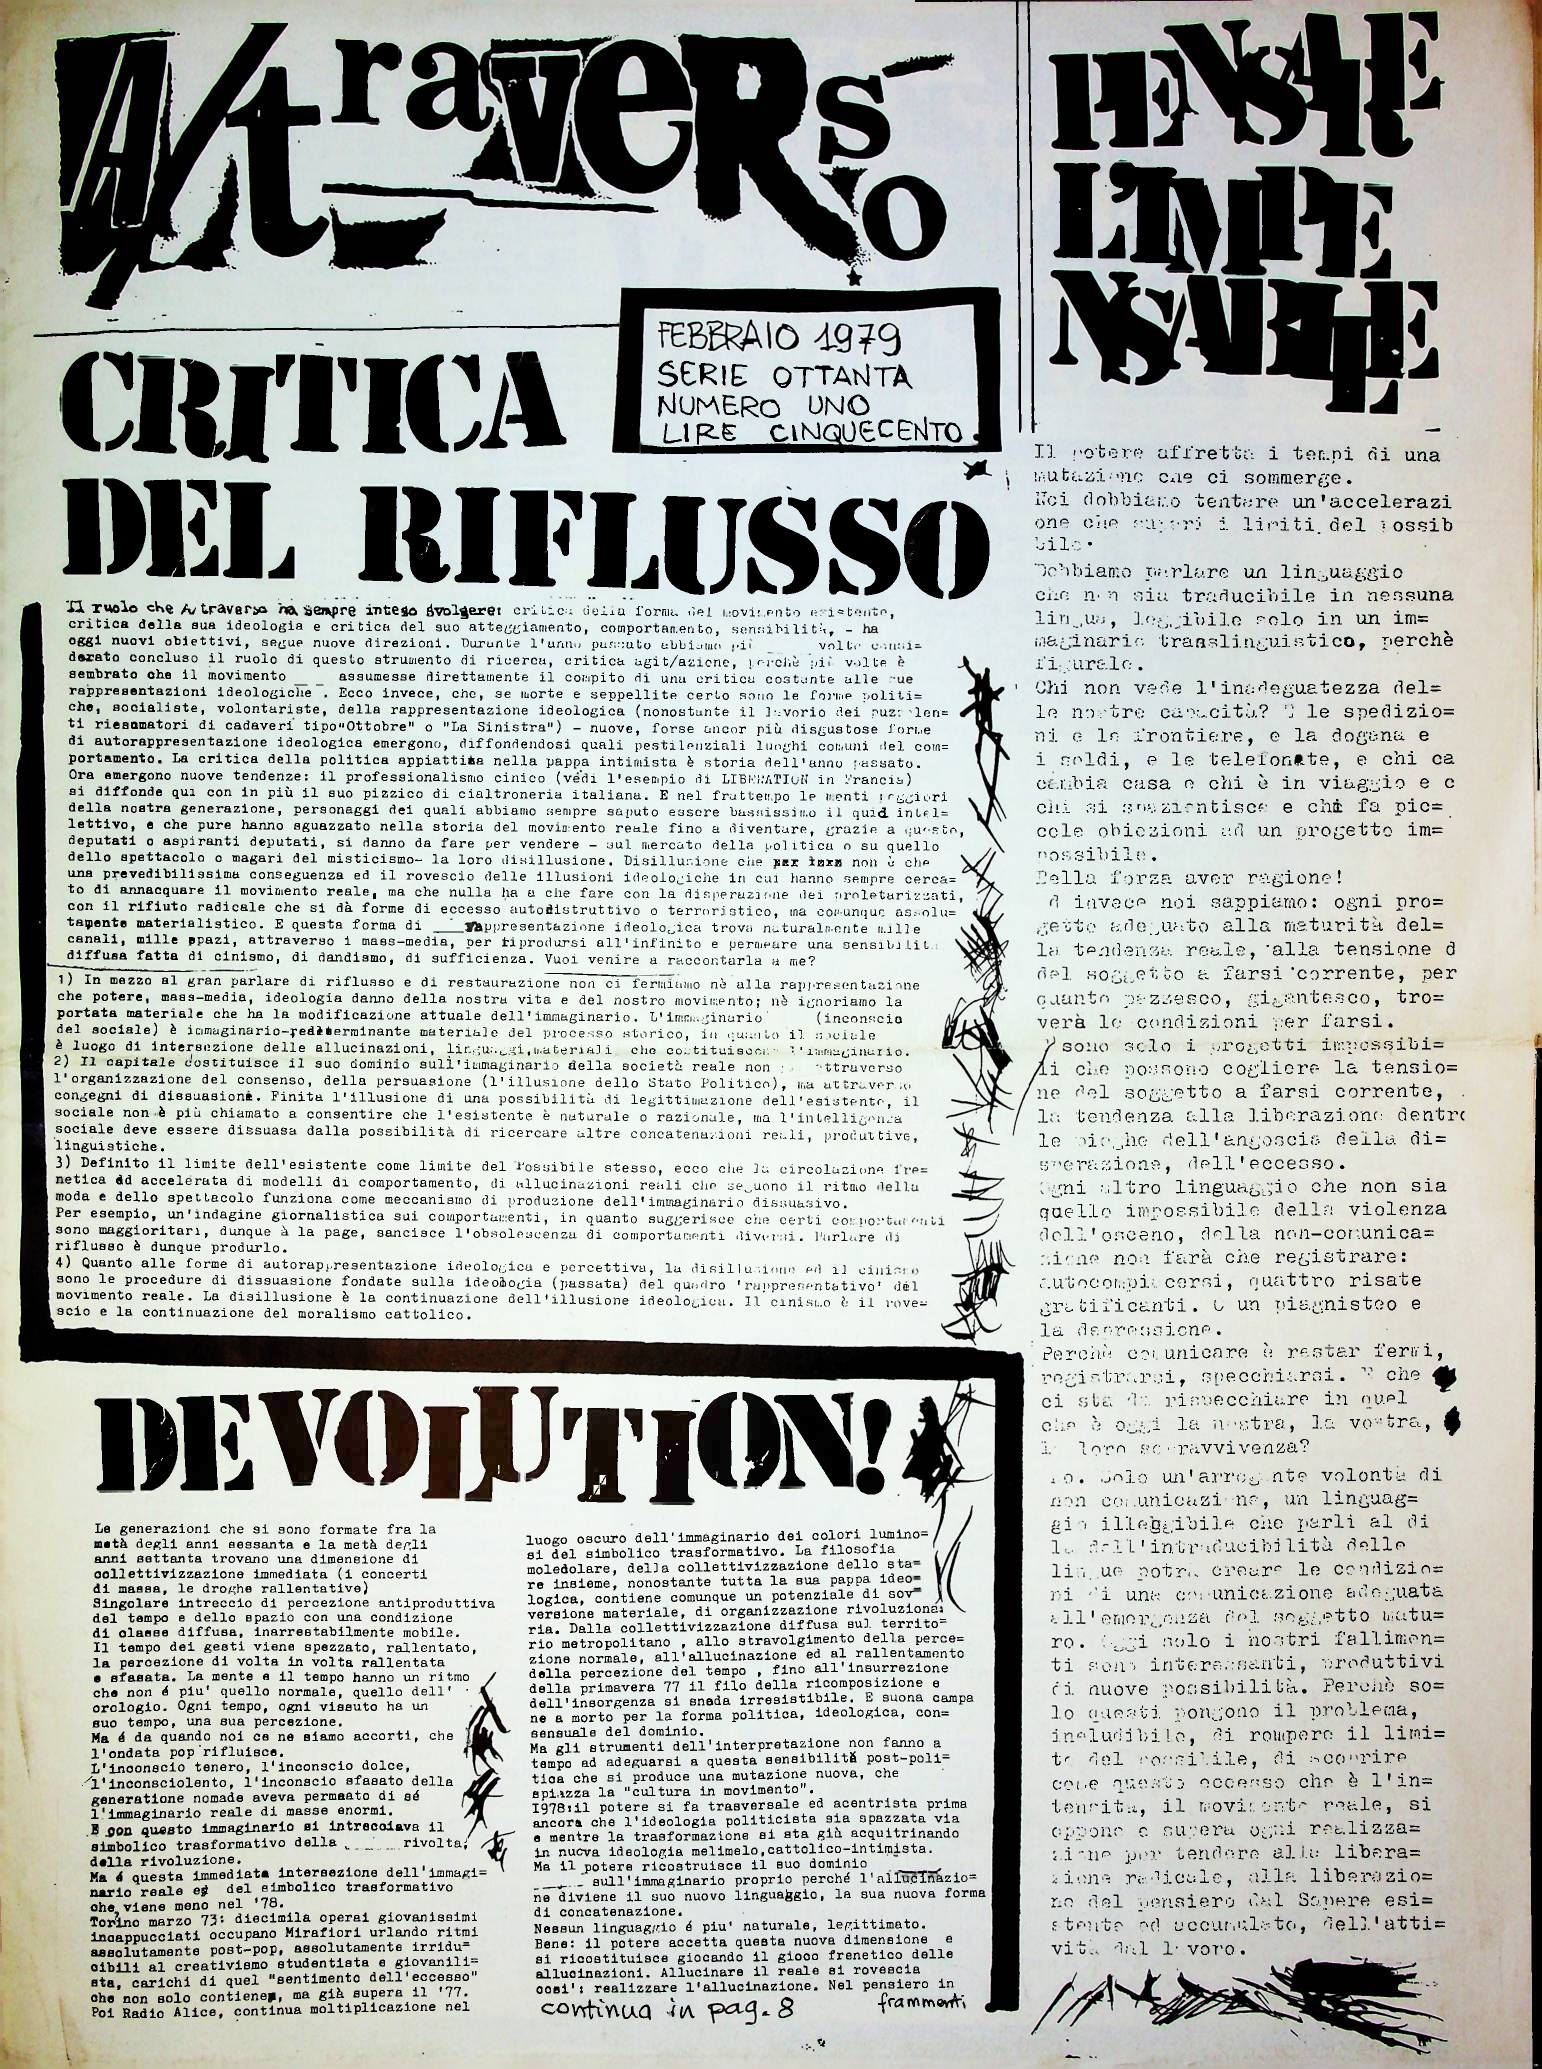 A/traverso
FEBBRAIO 1979
SERIE OTTANTA
NUMERO UNO
LIRE CINQUECENTO
CRITICA
DEL RIFLUSSO
Il ruolo che A/traverso ha sempre inteso svolgere: critica della forma del movimento esistente,
critica della sua ideologia e critica del suo atteggiamento, comportamento, sensibilità, - ha
oggi nuovi obiettivi, segue nuove direzioni. Durante l'anno passato abbiamo più volte consi=
derato concluso il ruolo di questo strumento di ricerca, critica agit/azione, perchè più volte è
sembrato che il movimento assumesse direttamente il compito di una critica costante alle sue
rappresentazioni ideologiche . Ecco invece, che, se morte e seppellite certo sono le forme politi=
che, socialiste, volontariste, della rappresentazione ideologica (nonostante il lavorio dei puzzolen=
ti riesumatori di cadaveri tipo"Ottobre" o "La Sinistra") - nuove, forse ancor più disgustose forme
di autorappresentazione ideologica emergono, diffondendosi quali pestilenziali luoghi comuni del com=
portamento. La critica della politica appiattita nella pappa intimista è storia dell'anno passato.
Ora emergono nuove tendenze: il professionalismo cinico (vedi l'esempio di LIBERATION in Francia)
si diffonde qui con in più il suo pizzico di cialtroneria italiana. E nel frattempo le menti peggiori
della nostra generazione, personaggi dei quali abbiamo sempre saputo essere bassissimo il quid intel=
lettivo, e che pure hanno sguazzato nella storia del movimento reale fino a diventare, grazie a questo,
deputati o aspiranti deputati, si danno da fare per vendere - sul mercato della politica o su quello
dello spettacolo o magari del misticismo- la loro disillusione. Disillusione che non è che
una prevedibilissima conseguenza ed il rovescio delle illusioni ideologiche in cui hanno sempre cerca=
to di annacquare il movimento reale, ma che nulla ha a che fare con la disperazione dei proletarizzati,
con il rifiuto radicale che si dà forme di eccesso autodistruttivo o terroristico, ma comunque assolu=
tamente materialistico. E questa forma di rappresentazione ideologica trova naturalmente mille
canali, mille spazi, attraverso i mass-media, per riprodursi all'infinito e permeare una sensibilità
diffusa fatta di cinismo, di dandismo, di sufficienza. Vuoi venire a raccontarla a me?
1) In mezzo al gran parlare di riflusso e di restaurazione non ci fermiamo nè alla rappresentazione
che potere, mass-media, ideologia danno della nostra vita e del nostro movimento; nè ignoriamo la
portata materiale che ha la modificazione attuale dell'immaginario. L'immaginario (inconscio
del sociale) è immaginario-redeterminante materiale del processo storico, in quanto il sociale
è luogo di intersezione delle allucinazioni, linguaggi,materiali che costituiscono l'immaginario.
2) Il capitale costituisce il suo dominio sull'immaginario della società reale non attraverso
l'organizzazione del consenso, della persuasione (l'illusione dello Stato Politico), ma attraverso
congegni di dissuasione. Finita l'illusione di una possibilità di legittimazione dell'esistente, il
sociale non è più chiamato a consentire che l'esistente è naturale o razionale, ma l'intelligenza
sociale deve essere dissuasa dalla possibilità di ricercare altre concatenazioni reali, produttive,
linguistiche.
3) Definito il limite dell'esistente come limite del Possibile stesso, ecco che la circolazione fre=
netica ed accelerata di modelli di comportamento, di allucinazioni reali che seguono il ritmo della
moda e dello spettacolo funziona come meccanismo di produzione dell'immaginario dissuasivo.
Per esempio, un'indagine giornalistica sui comportamenti, in quanto suggerisce che certi comportamenti
sono maggioritari, dunque à la page, sancisce l'obsolescenza di comportamenti diversi. Parlare di
riflusso è dunque produrlo.
4) Quanto alle forme di autorappresentazione ideologica e percettiva, la disillusione ed il cinismo
sono le procedure di dissuasione fondate sulla ideologia (passata) del quadro 'rappresentativo' del
movimento reale. La disillusione è la continuazione dell'illusione ideologica. Il cinismo è il rove=
scio e la continuazione del moralismo cattolico.
DEVOLUTION!
Le generazioni che si sono formate fra la
metà degli anni sessanta e la metà degli
anni settanta trovano una dimensione di
collettivizzazione immediata (i concerti
di massa, le droghe rallentative)
Singolare intreccio di percezione antiproduttiva
del tempo e dello spazio con una condizione
di classe diffusa, inarrestabilmente mobile.
Il tempo dei gesti viene spezzato, rallentato,
la percezione di volta in volta rallentata
e sfasata. La mente e il tempo hanno un ritmo
che non é piu' quello normale, quello dell'
orologio. Ogni tempo, ogni vissuto ha un
suo tempo, una sua percezione.
Ma é da quando noi ce ne siamo accorti, che
l'ondata pop rifluisce.
L'inconscio tenero, l'inconscio dolce,
l'inconsciolento, l'inconscio sfasato della
generatione nomade aveva permeato di sé
l'immaginario reale di masse enormi.
E con questo immaginario si intrecciava il
simbolico trasformativo della rivolta,
della rivoluzione.
Ma é questa immediata intersezione dell'immagi=
nario reale e del simbolico trasformativo
che viene meno nel '78.
Torino marzo 73: diecimila operai giovanissimi
incappucciati occupano Mirafiori urlando ritmi
assolutamente post-pop, assolutamente irridu=
cibili al creativismo studentista e giovanili=
sta, carichi di quel "sentimento dell'eccesso"
che non solo contiene, ma già supera il '77.
Poi Radio Alice, continua moltiplicazione nel
luogo oscuro dell'immaginario dei colori lumino=
si del simbolico trasformativo. La filosofia
moledolare, della collettivizzazione dello sta=
re insieme, nonostante tutta la sua pappa ideo=
logica, contiene comunque un potenziale di sov=
versione materiale, di organizzazione rivoluziona:
ria. Dalla collettivizzazione diffusa sul territo=
rio metropolitano , allo stravolgimento della perce=
zione normale, all'allucinazione ed al rallentamento
della percezione del tempo , fino all'insurrezione
della primavera 77 il filo della ricomposizione e
dell'insorgenza si snoda irresistibile. E suona campa
ne a morto per la forma politica, ideologica, con=
sensuale del dominio.
Ma gli strumenti dell'interpretazione non fanno a
tempo ad adeguarsi a questa sensibilità post-poli=
tica che si produce una mutazione nuova, che
spiazza la "cultura in movimento".
1978:il potere si fa trasversale ed acentrista prima
ancora che l'ideologia politicista sia spazzata via
e mentre la trasformazione si sta già acquitrinando
in nuova ideologia melimelo,cattolico-intimista.
Ma il potere ricostruisce il suo dominio
sull'immaginario proprio perché l'allucinazio=
ne diviene il suo nuovo linguaggio, la sua nuova forma
di concatenazione.
Nessun linguaggio é piu' naturale, legittimato.
Bene: il potere accetta questa nuova dimensione e
si ricostituisce giocando il gioco frenetico delle
allucinazioni. Allucinare il reale si rovescia
cosi': realizzare l'allucinazione. Nel pensiero in
continua in pag. 8 frammenti
PENSARE
L'IMPE
NSABILE
Il potere affretta i tempi di una
mutazione che ci sommerge.
Noi dobbiamo tentare un'accelerazi
one che superi i limiti del possib
bile.
Dobbiamo parlare un linguaggio
che non sia traducibile in nessuna
lingua, leggibile solo in un im=
maginario translinguistico, perchè
figurale.
Chi non vede l'inadeguatezza del=
le nostre capacità? E le spedizio=
ni e le frontiere, e la dogana e
i soldi, e le telefonate, e chi ca
cambia casa e chi è in viaggio e c
chi si spazientisce e chi fa pic=
cole obiezioni ad un progetto im=
possibile.
Bella forza aver ragione!
Ed invece noi sappiamo: ogni pro=
getto adeguato alla maturità del=
la tendenza reale, alla tensione d
del soggetto a farsi corrente, per
quanto pazzesco, gigantesco, tro=
verà le condizioni per farsi.
E sono solo i progetti impossibi=
li che possono cogliere la tensio=
ne del soggetto a farsi corrente,
la tendenza alla liberazione dentro
le pieghe dell'angoscia della di=
sperazione, dell'eccesso.
Ogni altro linguaggio che non sia
quello impossibile della violenza
dell'osceno, della non-comunica=
zione non farà che registrare:
autocompiacersi, quattro risate
gratificanti. O un piagnisteo e
la depressione.
Perchè comunicare è restar fermi,
registrarsi, specchiarsi. E che
ci sta da rispecchiare in quel
che è oggi la nostra, la vostra,
la loro sopravvivenza?
No. Solo un'arrogante volontà di
non comunicazione, un linguag=
gio illeggibile che parli al di
là dell'intraducibilità delle
lingue potrà creare le condizio=
ni di una comunicazione adeguata
all'emergenza del soggetto matu=
ro. Oggi solo i nostri fallimen=
ti sono interessanti, produttivi
di nuove possibilità. Perchè so=
lo questi pongono il problema,
ineludibile, di rompere il limi=
te del possibile, di scoprire
come questo eccesso che è l'in=
tensità, il movimento reale, si
oppone e supera ogni realizza=
zione per tendere alla libera=
zione radicale, alla liberazio=
ne del pensiero dal Sapere esi=
stente ed accumulato, dell'atti=
vità dal lavoro.